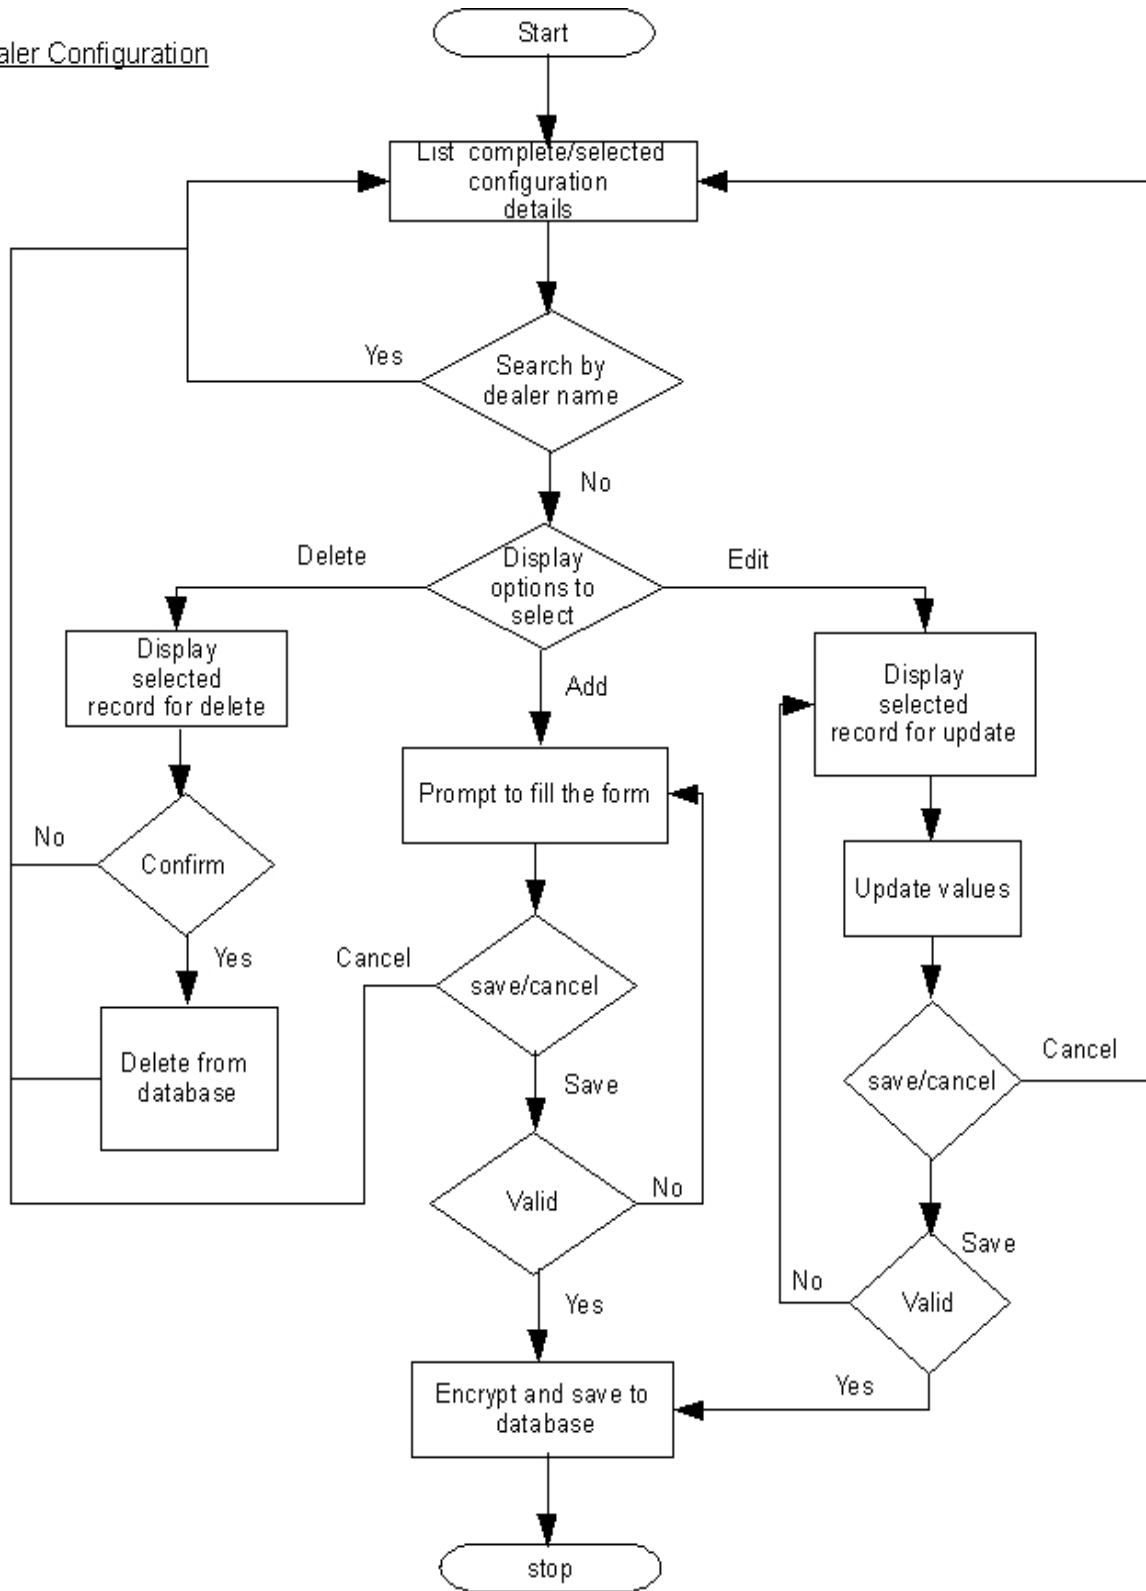 Start
aler Configuration
List complete/selected
configuration
details
Yes
Search by
dealer name
No
Delete
Display
options to
select
Edit
Display
selected
record for delete
Add
Display
selected
record for update
Prompt to fill the form
No
Confirm
Update values
Yes
Cancel
save/cancel
Delete from
database
save/cancel
Cancel
Save
Valid
No
Save
No
Valid
Yes
Encrypt and save to
database
Yes
stop